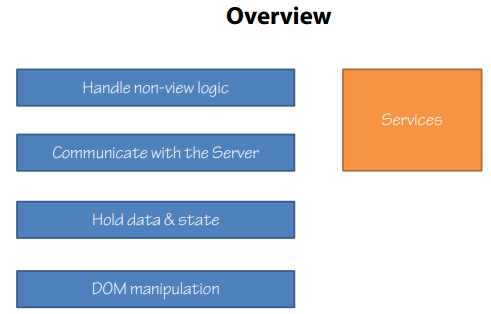 Overview
Handle non-view logic
Services
Communicate with the Server
Hold data & state
DOM manipulation